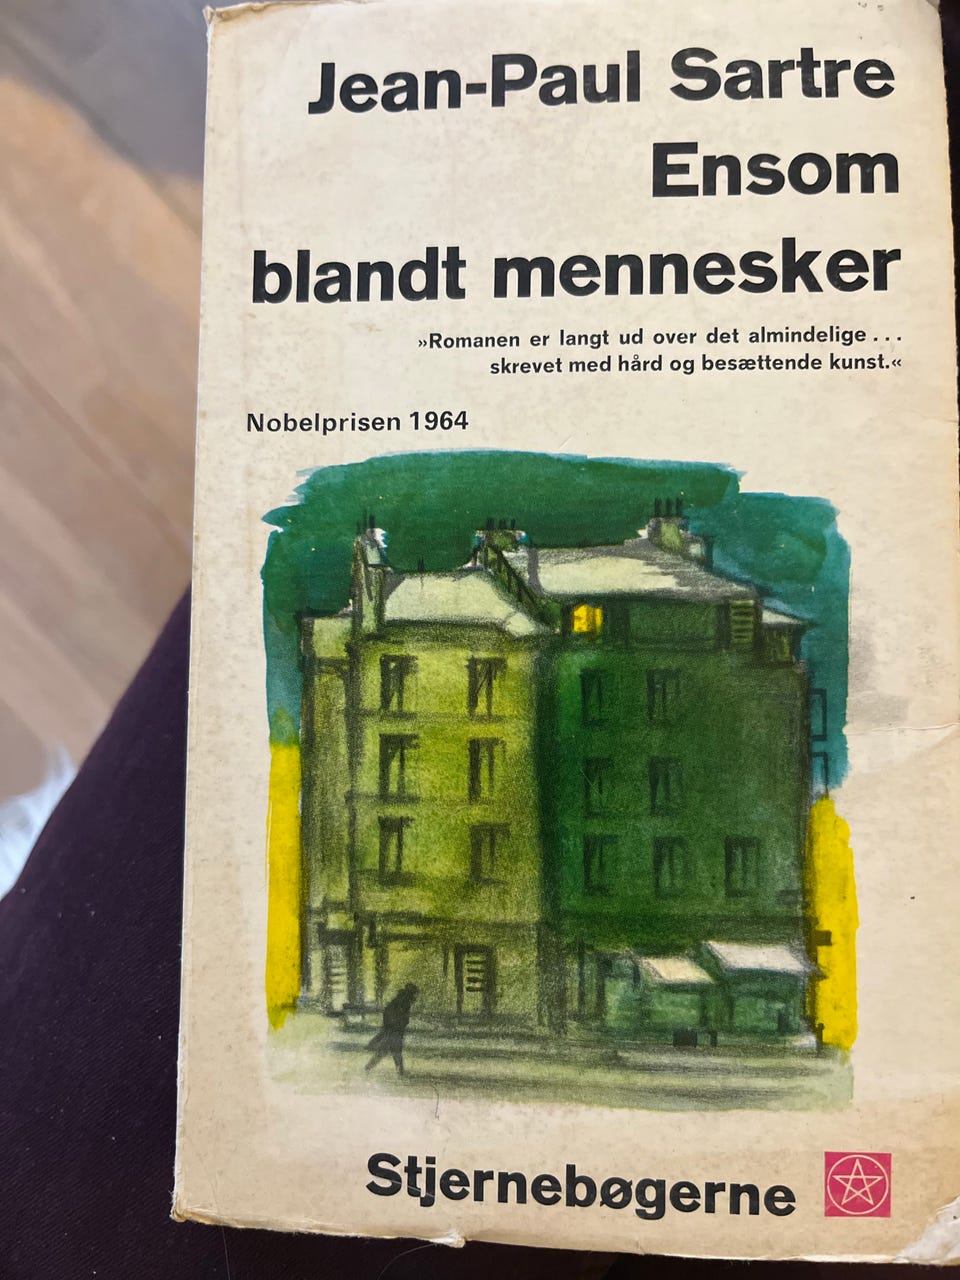 Jean-Paul Sartre
Ensom
blandt mennesker
»Romanen er langt ud over det almindelige...
skrevet med hård og besættende kunst.«
Nobelprisen 1964
Stjernebøgerne